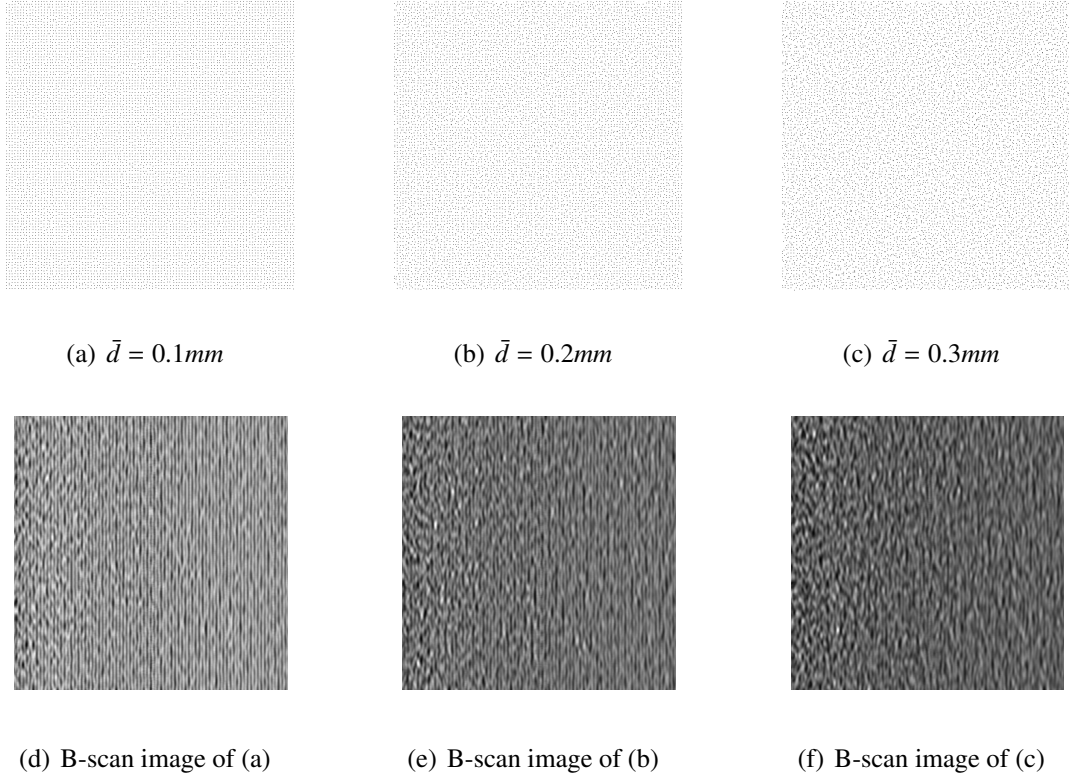 (a) d̄ = 0.1mm
(b) d̄ = 0.2mm
(c) d̄ = 0.3mm
(d) B-scan image of (a)
(e) B-scan image of (b)
(f) B-scan image of (c)